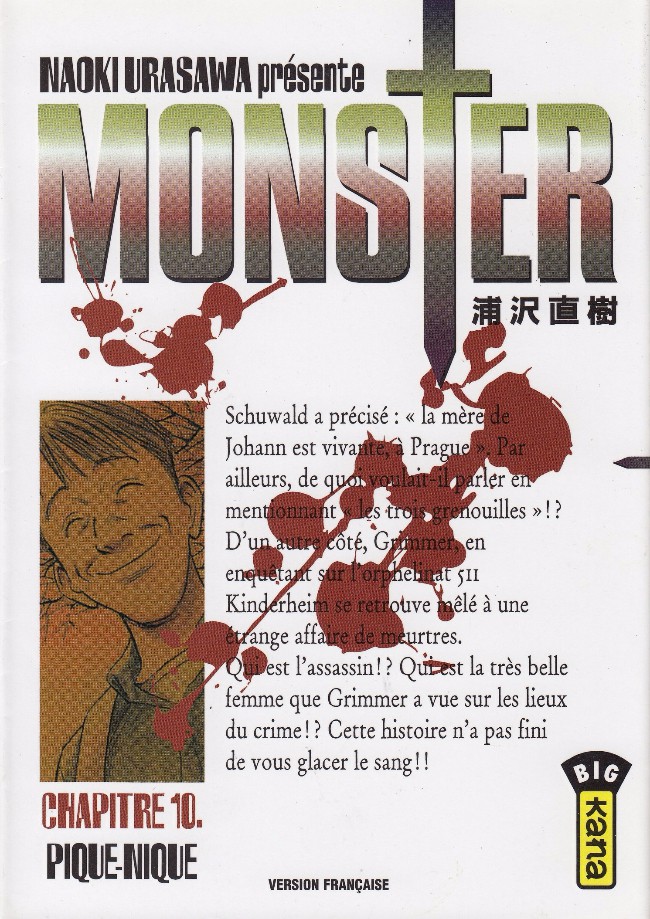 NAOKI URASAWA présente
MONSTER
浦沢直樹
Schuwald a précisé : « la mère de
Johann est vivante, à Prague ». Par
ailleurs, de quoi voulait-il parler en
mentionnant « les trois grenouilles » !?
D'un autre côté, Grimmer, en
enquêtant sur l'orphelinat 511
Kinderheim se retrouve mêlé à une
étrange affaire de meurtres.
Qui est l'assassin !? Qui est la très belle
femme que Grimmer a vue sur les lieux
du crime !? Cette histoire n'a pas fini
de vous glacer le sang !!
CHAPITRE 10.
PIQUE-NIQUE
BIG
KANA
VERSION FRANÇAISE